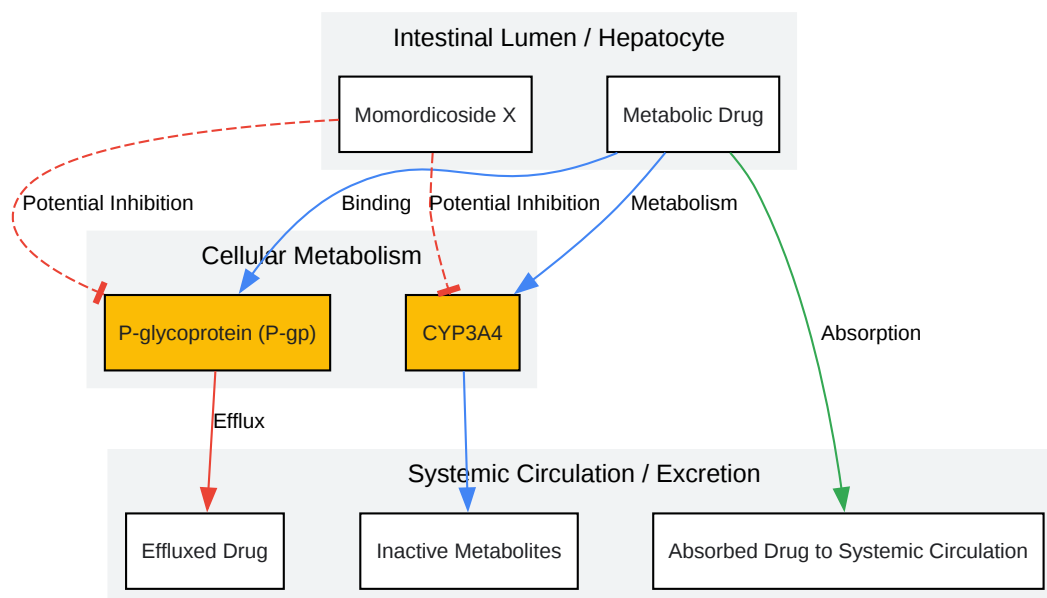 Intestinal Lumen / Hepatocyte
Momordicoside X
Metabolic Drug
Potential Inhibition
Binding
Potential Inhibition
Metabolism
Cellular Metabolism
P-glycoprotein (P-gp)
CYP3A4
Absorption
Efflux
Systemic Circulation / Excretion
Effluxed Drug
Inactive Metabolites
Absorbed Drug to Systemic Circulation